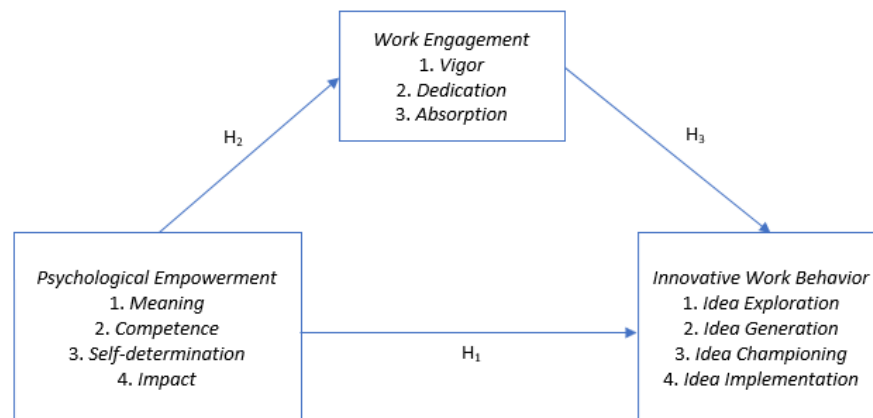 Work Engagement
1. Vigor
2. Dedication
3. Absorption
H₂
H₃
Psychological Empowerment
1. Meaning
2. Competence
3. Self-determination
4. Impact
H₁
Innovative Work Behavior
1. Idea Exploration
2. Idea Generation
3. Idea Championing
4. Idea Implementation